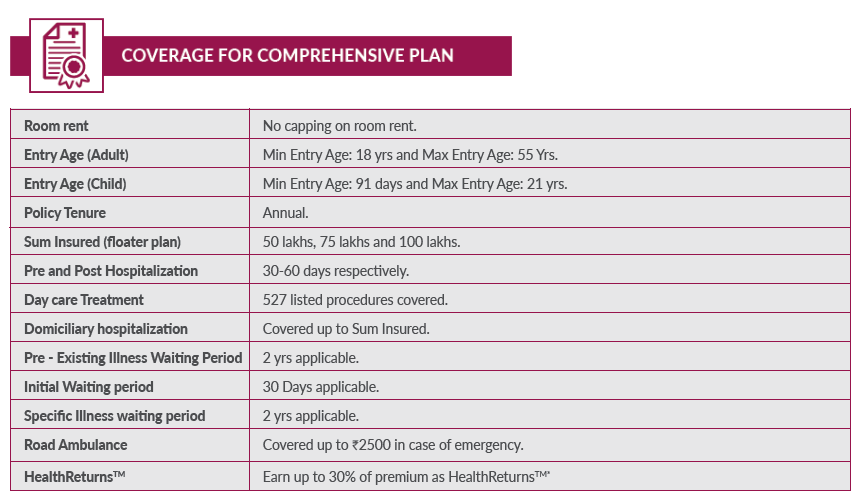 COVERAGE FOR COMPREHENSIVE PLAN
Room rent No capping on room rent.
Entry Age (Adult) Min Entry Age: 18 yrs and Max Entry Age: 55 Yrs.
Entry Age (Child) Min Entry Age: 91 days and Max Entry Age: 21 yrs.
Policy Tenure Annual.
Sum Insured (floater plan) 50 lakhs, 75 lakhs and 100 lakhs.
Pre and Post Hospitalization 30-60 days respectively.
Day care Treatment 527 listed procedures covered.
Domiciliary hospitalization Covered up to Sum Insured.
Pre - Existing Illness Waiting Period 2 yrs applicable.
Initial Waiting period 30 Days applicable.
Specific Illness waiting period 2 yrs applicable.
Road Ambulance Covered up to ₹2500 in case of emergency.
HealthReturns™ Earn up to 30% of premium as HealthReturns™*